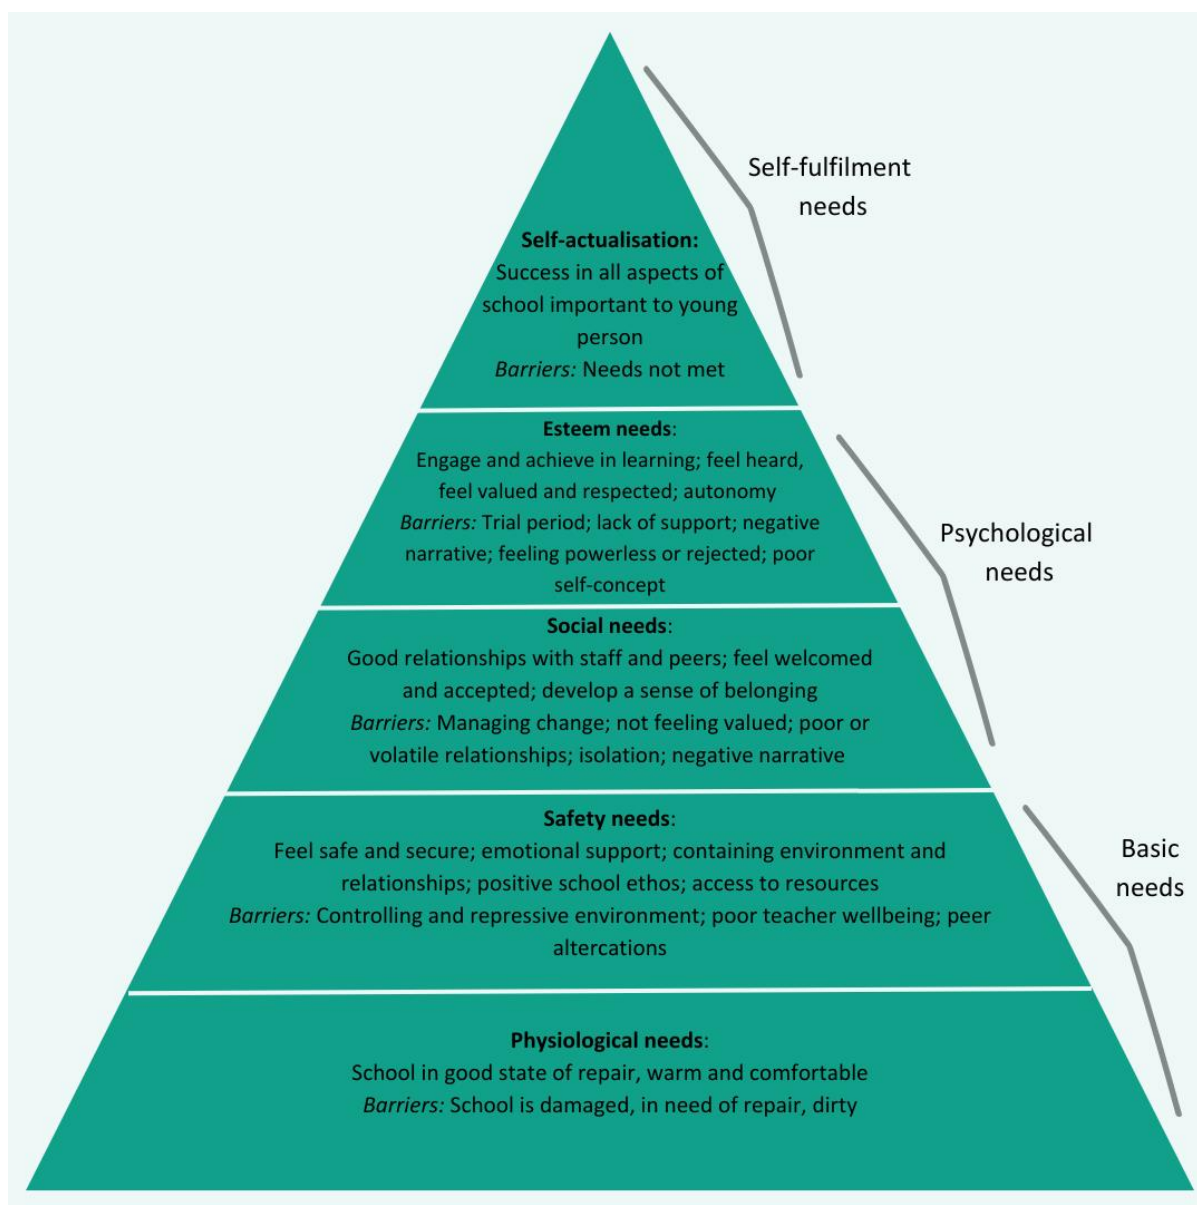 Self-fulfilment
needs
Self-actualisation:
Success in all aspects of
school important to young
person
Barriers: Needs not met
Esteem needs:
Engage and achieve in learning; feel heard,
feel valued and respected; autonomy
Barriers: Trial period; lack of support; negative
narrative; feeling powerless or rejected; poor
self-concept
Psychological
needs
Social needs:
Good relationships with staff and peers; feel welcomed
and accepted; develop a sense of belonging
Barriers: Managing change; not feeling valued; poor or
volatile relationships; isolation; negative narrative
Safety needs:
Feel safe and secure; emotional support; containing environment and
relationships; positive school ethos; access to resources
Barriers: Controlling and repressive environment; poor teacher wellbeing; peer
altercations
Basic
needs
Physiological needs:
School in good state of repair, warm and comfortable
Barriers: School is damaged, in need of repair, dirty